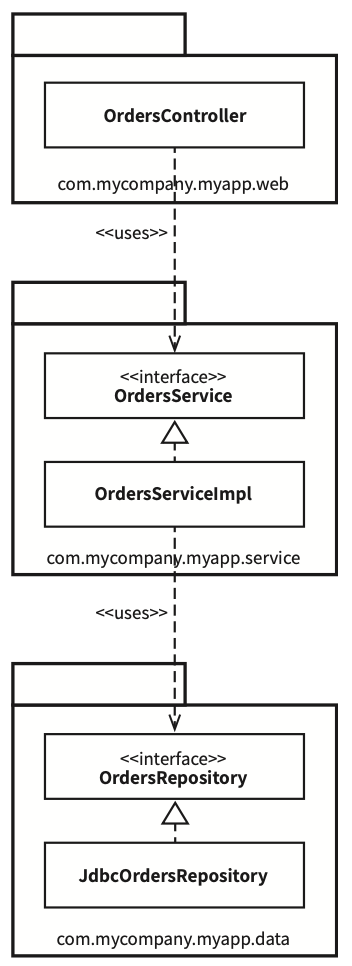 OrdersController
com.mycompany.myapp.web
<<uses>>
<<interface>>
OrdersService
OrdersServiceImpl
com.mycompany.myapp.service
<<uses>>
<<interface>>
OrdersRepository
JdbcOrdersRepository
com.mycompany.myapp.data